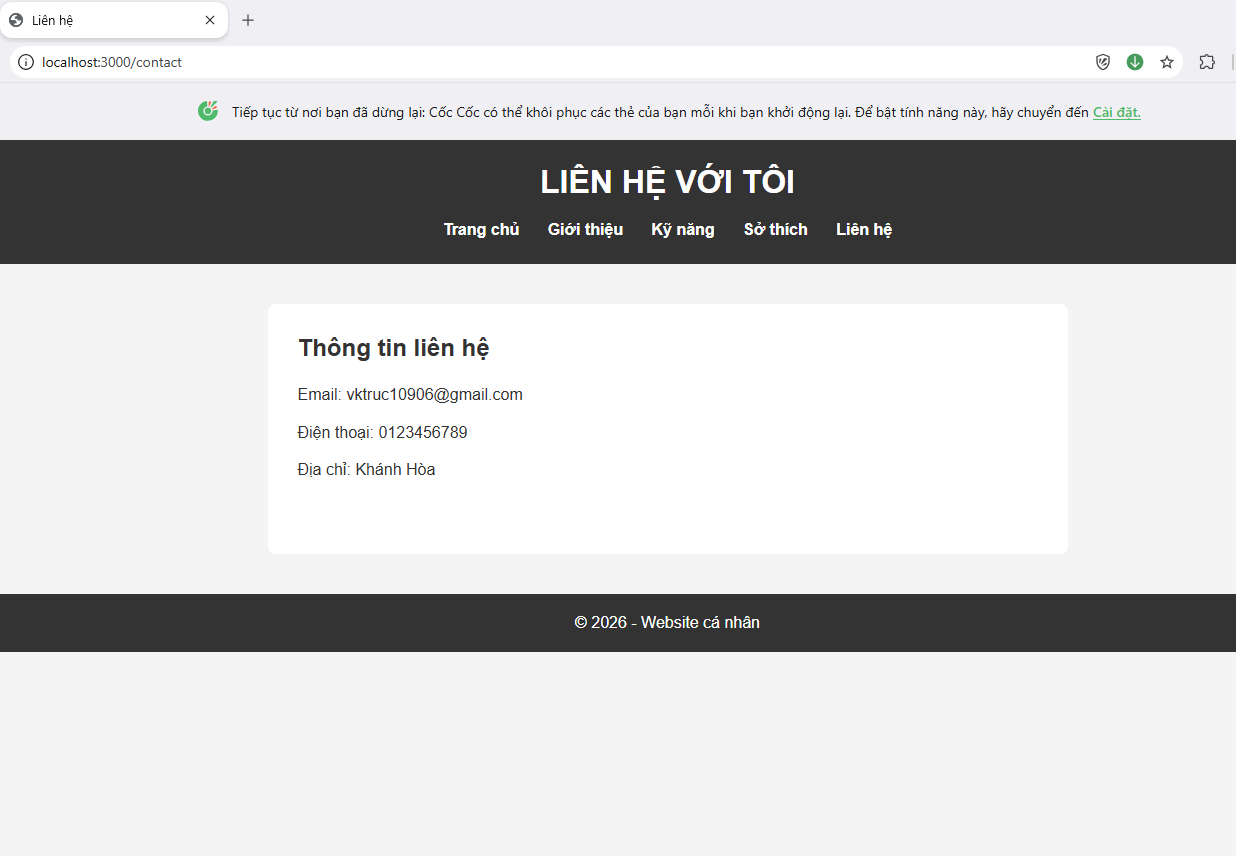 Liên hệ
localhost:3000/contact
Tiếp tục từ nơi bạn đã dừng lại: Cốc Cốc có thể khôi phục các thẻ của bạn mỗi khi bạn khởi động lại. Để bật tính năng này, hãy chuyển đến Cài đặt.
LIÊN HỆ VỚI TÔI
Trang chủ Giới thiệu Kỹ năng Sở thích Liên hệ
Thông tin liên hệ
Email: vktruc10906@gmail.com
Điện thoại: 0123456789
Địa chỉ: Khánh Hòa
© 2026 - Website cá nhân